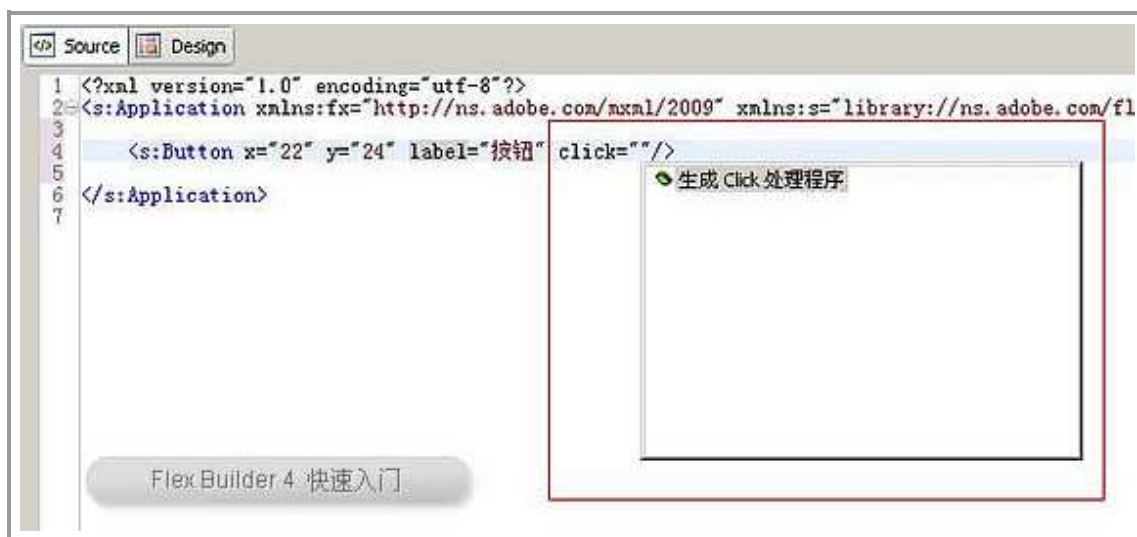 Source Design
1 <?xml version="1.0" encoding="utf-8"?>
2 <s:Application xmlns:fx="http://ns.adobe.com/mxml/2009" xmlns:s="library://ns.adobe.com/fl
3
4 <s:Button x="22" y="24" label="按钮" click=""/>
5
生成 Click 处理程序
6 </s:Application>
7
Flex Builder 4 快速入门